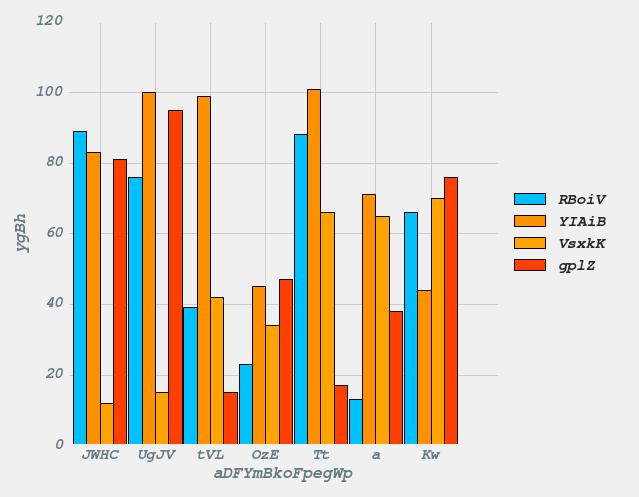 120
100
80
60
40
20
0
ygBh
JWHC UgJV tVL OzE Tt a Kw
aDFYmBkoFpegWp
RBoiV
YIAiB
VsxkK
gplZ